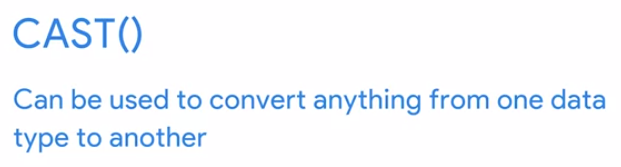 CAST()
Can be used to convert anything from one data
type to another